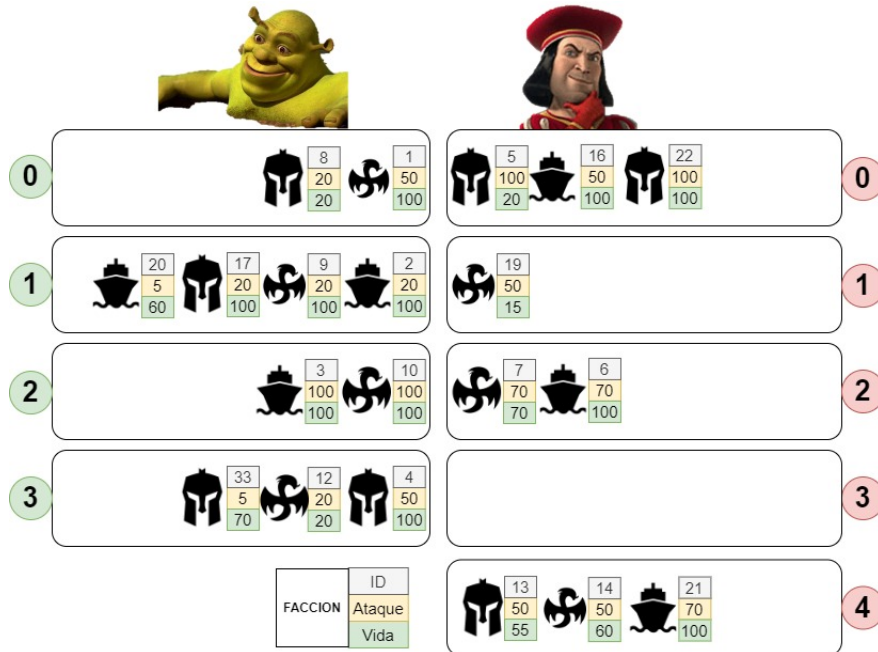 8 1 5 16 22
20 50 100 50 100
20 100 20 100 100
0 0
20 17 9 2 19
5 20 20 20 50
60 100 100 100 15
1 1
3 10 7 6
100 100 70 70
100 100 70 100
2 2
33 12 4
5 20 50
70 20 100
3 3
ID
FACCION Ataque
Vida
13 14 21
50 50 70
55 60 100
4